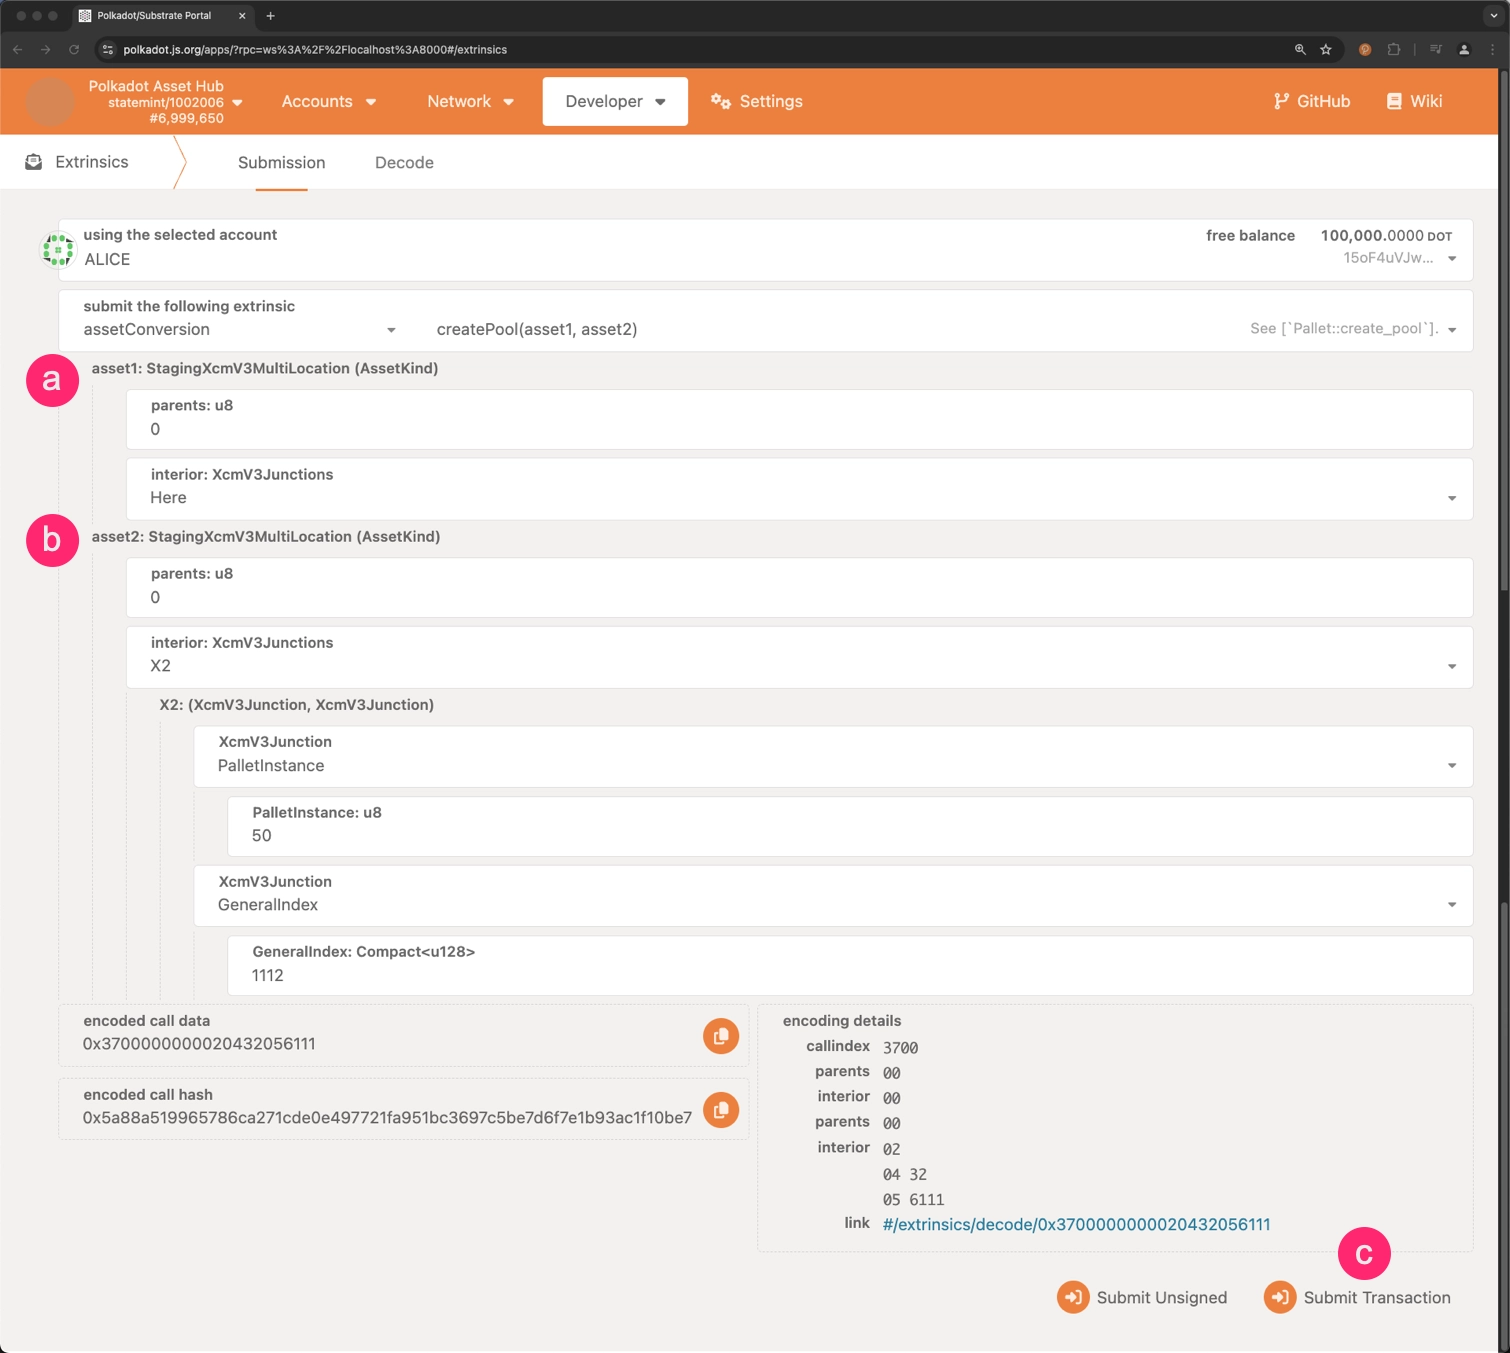 Polkadot/Substrate Portal
polkadot.js.org/apps/?rpc=ws%3A%2F%2Flocalhost%3A8000#/extrinsics
Polkadot Asset Hub
statemint/1002006
#6,999,650
Accounts
Network
Developer
Settings
GitHub
Wiki
Extrinsics
Submission
Decode
using the selected account
ALICE
free balance 100,000.0000 DOT
15oF4uVJw...
submit the following extrinsic
assetConversion
createPool(asset1, asset2)
See [`Pallet::create_pool`].
a
asset1: StagingXcmV3MultiLocation (AssetKind)
parents: u8
0
interior: XcmV3Junctions
Here
b
asset2: StagingXcmV3MultiLocation (AssetKind)
parents: u8
0
interior: XcmV3Junctions
X2
X2: (XcmV3Junction, XcmV3Junction)
XcmV3Junction
PalletInstance
PalletInstance: u8
50
XcmV3Junction
GeneralIndex
GeneralIndex: Compact<u128>
1112
encoded call data
0x3700000000020432056111
encoded call hash
0x5a88a519965786ca271cde0e497721fa951bc3697c5be7d6f7e1b93ac1f10be7
encoding details
callindex 3700
parents 00
interior 00
parents 00
interior 02
04 32
05 6111
link #/extrinsics/decode/0x3700000000020432056111
c
Submit Unsigned
Submit Transaction